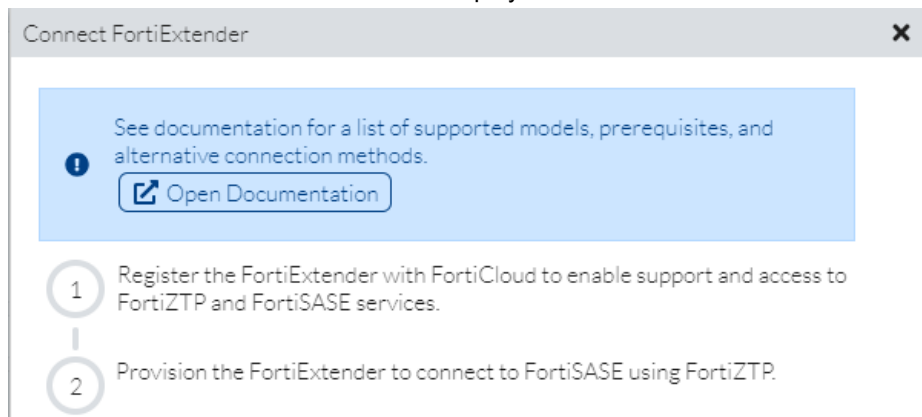 Connect FortiExtender
See documentation for a list of supported models, prerequisites, and
alternative connection methods.
Open Documentation
1 Register the FortiExtender with FortiCloud to enable support and access to
FortiZTP and FortiSASE services.
2 Provision the FortiExtender to connect to FortiSASE using FortiZTP.